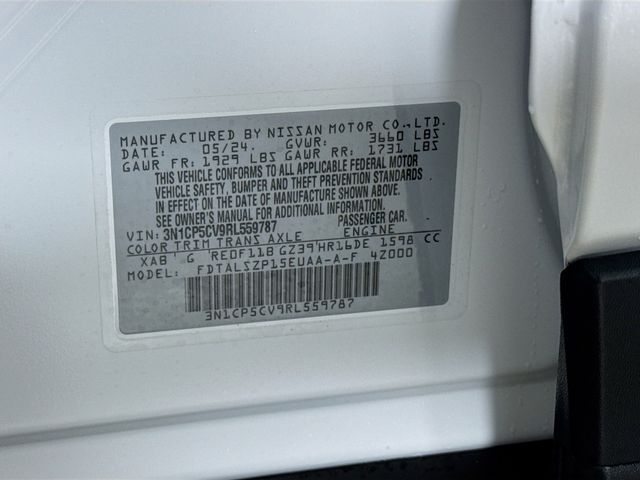 MANUFACTURED BY NISSAN MOTOR CO., LTD.
DATE: 05/24. GVWR: 3660 LBS
GAWR FR: 1929 LBS GAWR RR: 1731 LBS
THIS VEHICLE CONFORMS TO ALL APPLICABLE FEDERAL MOTOR
VEHICLE SAFETY, BUMPER AND THEFT PREVENTION STANDARDS
IN EFFECT ON THE DATE OF MANUFACTURE SHOWN ABOVE.
SEE OWNER'S MANUAL FOR ADDITIONAL INFORMATION.
VIN: 3N1CP5CV9RL559787 PASSENGER CAR.
COLOR TRIM TRANS AXLE ENGINE
XAB G RE0F11B GZ39 HR16DE 1598 CC
MODEL: FDTALSZP15EUAA-A-F 4Z000
3N1CP5CV9RL559787